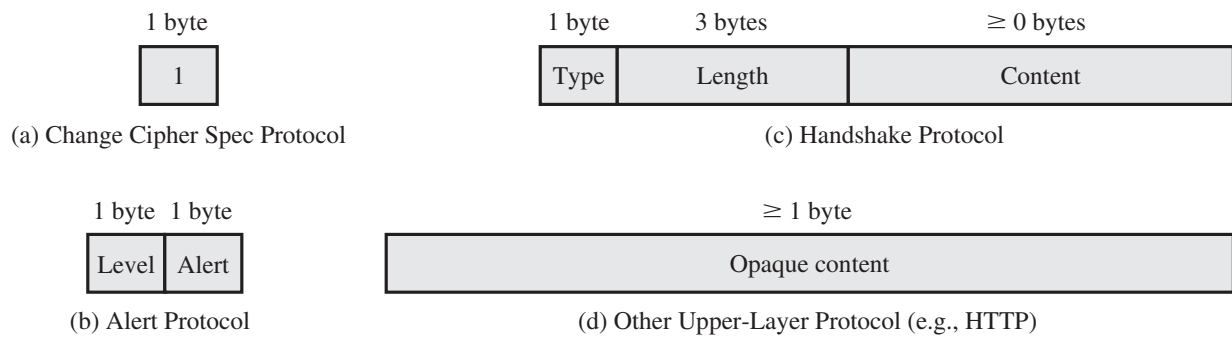 1 byte
1
(a) Change Cipher Spec Protocol
1 byte 3 bytes ≥ 0 bytes
Type Length Content
(c) Handshake Protocol
1 byte 1 byte
Level Alert
(b) Alert Protocol
≥ 1 byte
Opaque content
(d) Other Upper-Layer Protocol (e.g., HTTP)